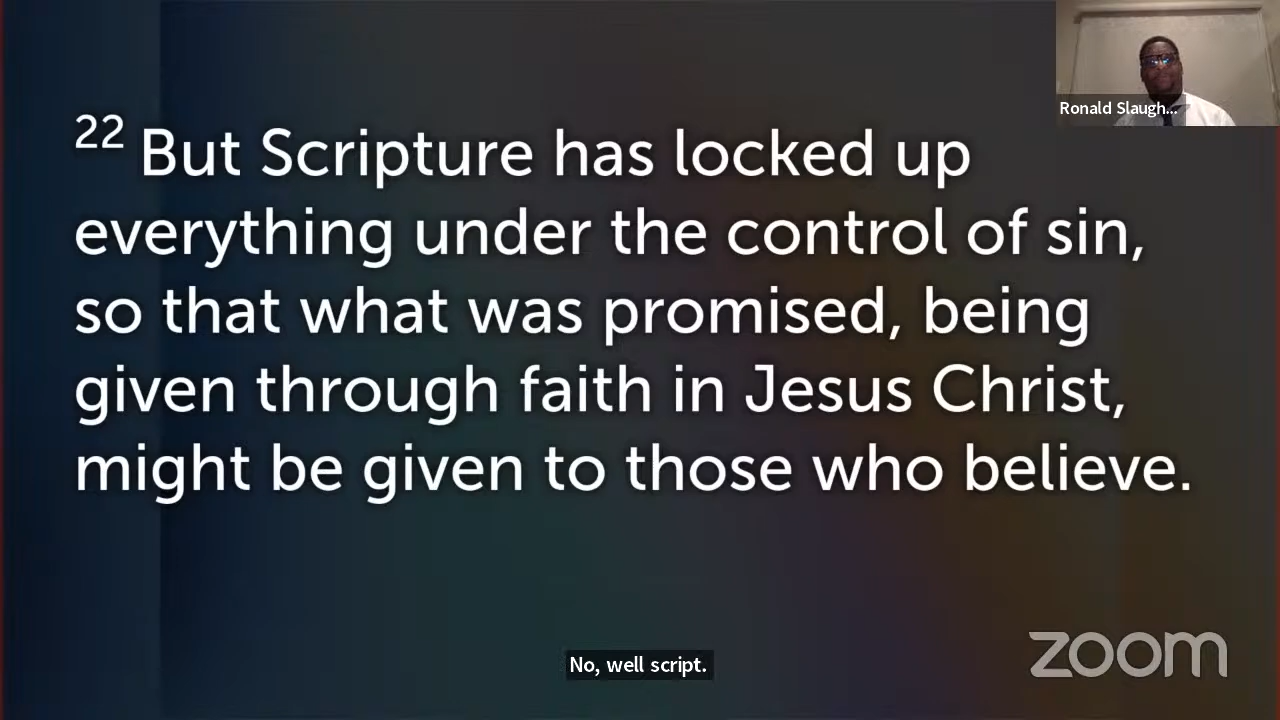 Ronald Slaugh...
22 But Scripture has locked up
everything under the control of sin,
so that what was promised, being
given through faith in Jesus Christ,
might be given to those who believe.
No, well script.
zoom